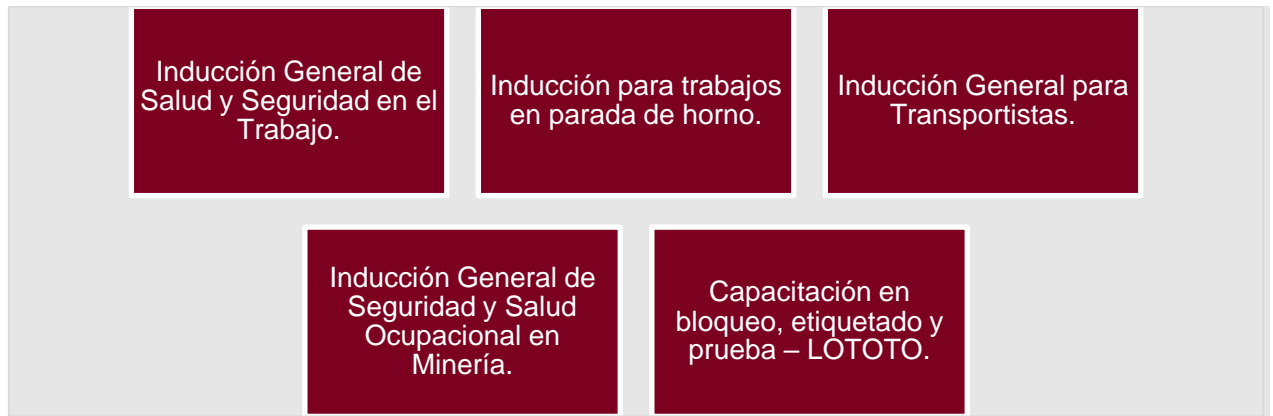 Inducción General de
Salud y Seguridad en el
Trabajo.
Inducción para trabajos
en parada de horno.
Inducción General para
Transportistas.
Inducción General de
Seguridad y Salud
Ocupacional en
Minería.
Capacitación en
bloqueo, etiquetado y
prueba – LOTOTO.